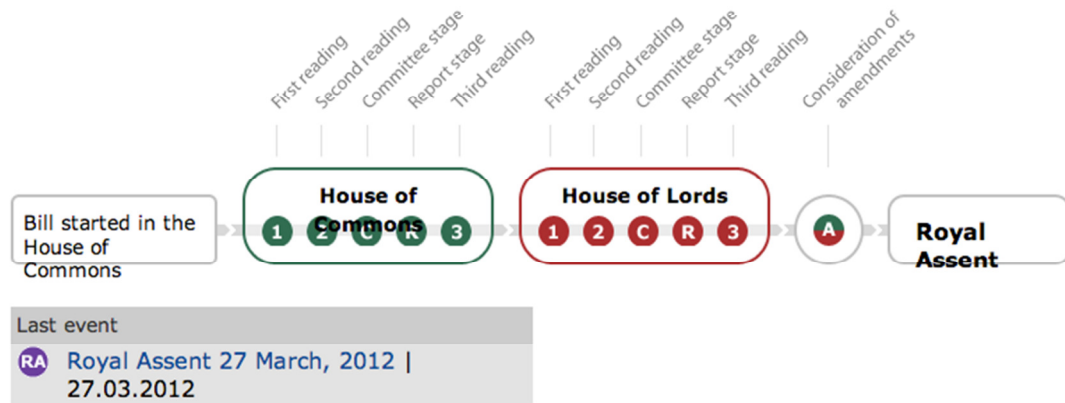 First reading
Second reading
Committee stage
Report stage
Third reading
First reading
Second reading
Committee stage
Report stage
Third reading
Consideration of
amendments
Bill started in the
House of
Commons
House of
Commons
1 2 C R 3
House of Lords
1 2 C R 3
A
Royal
Assent
Last event
RA Royal Assent 27 March, 2012 |
27.03.2012